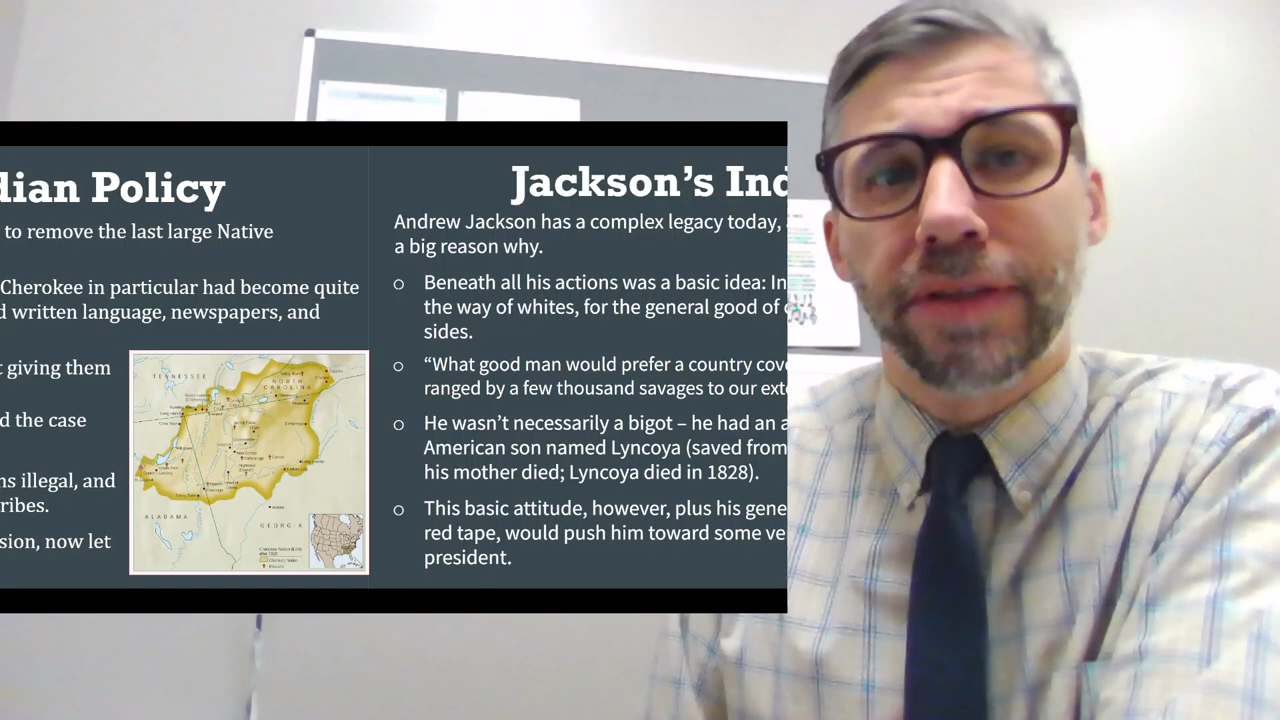 dian Policy
to remove the last large Native
Cherokee in particular had become quite
d written language, newspapers, and
t giving them
d the case
ns illegal, and
ribes.
sion, now let
TENNESSEE
NORTH
CAROLINA
ALABAMA
GEORGIA
Jackson’s Ind
Andrew Jackson has a complex legacy today,
a big reason why.
○ Beneath all his actions was a basic idea: In
the way of whites, for the general good of
sides.
○ “What good man would prefer a country cov
ranged by a few thousand savages to our ext
○ He wasn’t necessarily a bigot – he had an a
American son named Lyncoya (saved from
his mother died; Lyncoya died in 1828).
○ This basic attitude, however, plus his gene
red tape, would push him toward some ve
president.